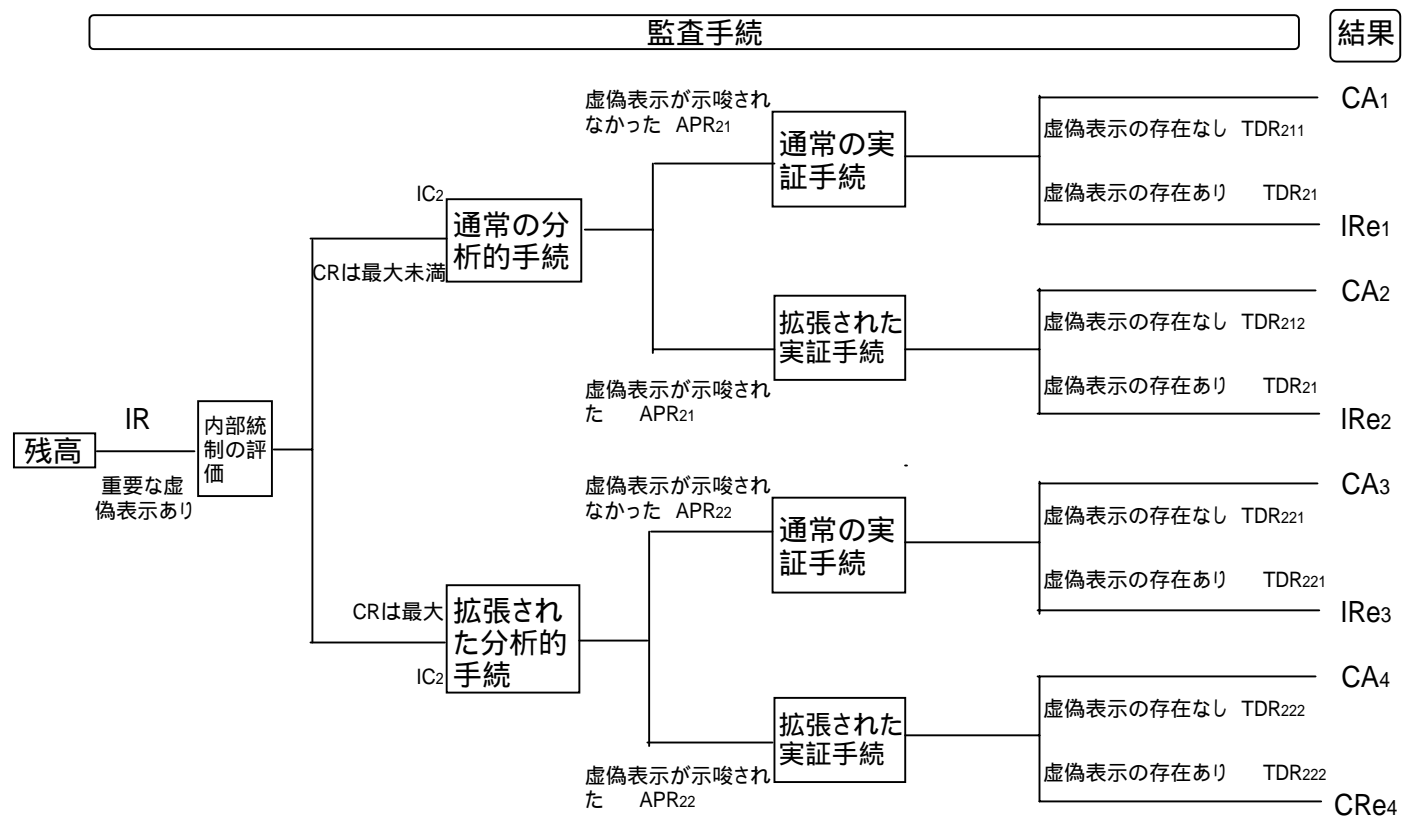 監査手続
結果
虚偽表示が示唆され
なかった APR21
通常の実
証手続
CA1
虚偽表示の存在なし TDR211
虚偽表示の存在あり TDR21
IRe1
IC2
通常の分
析的手続
CRは最大未満
CA2
拡張された
実証手続
虚偽表示の存在なし TDR212
虚偽表示の存在あり TDR21
虚偽表示が示唆され
た APR21
IRe2
IR
残高
内部統
制の評
価
重要な虚
偽表示あり
虚偽表示が示唆され
なかった APR22
通常の実
証手続
CA3
虚偽表示の存在なし TDR221
虚偽表示の存在あり TDR221
IRe3
CRは最大
拡張され
た分析的
手続
IC2
CA4
拡張された
実証手続
虚偽表示の存在なし TDR222
虚偽表示の存在あり TDR222
虚偽表示が示唆され
た APR22
CRe4